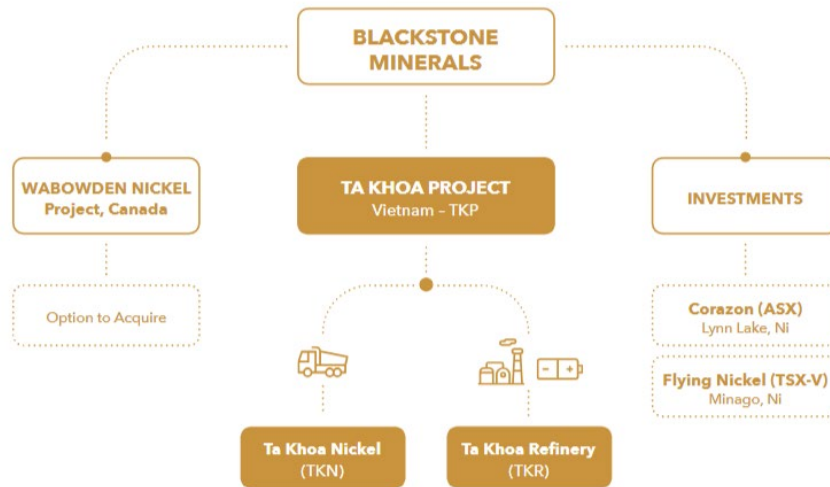 BLACKSTONE
MINERALS
WABOWDEN NICKEL
Project, Canada
Option to Acquire
TA KHOA PROJECT
Vietnam – TKP
Ta Khoa Nickel
(TKN)
Ta Khoa Refinery
(TKR)
INVESTMENTS
Corazon (ASX)
Lynn Lake, Ni
Flying Nickel (TSX-V)
Minago, Ni